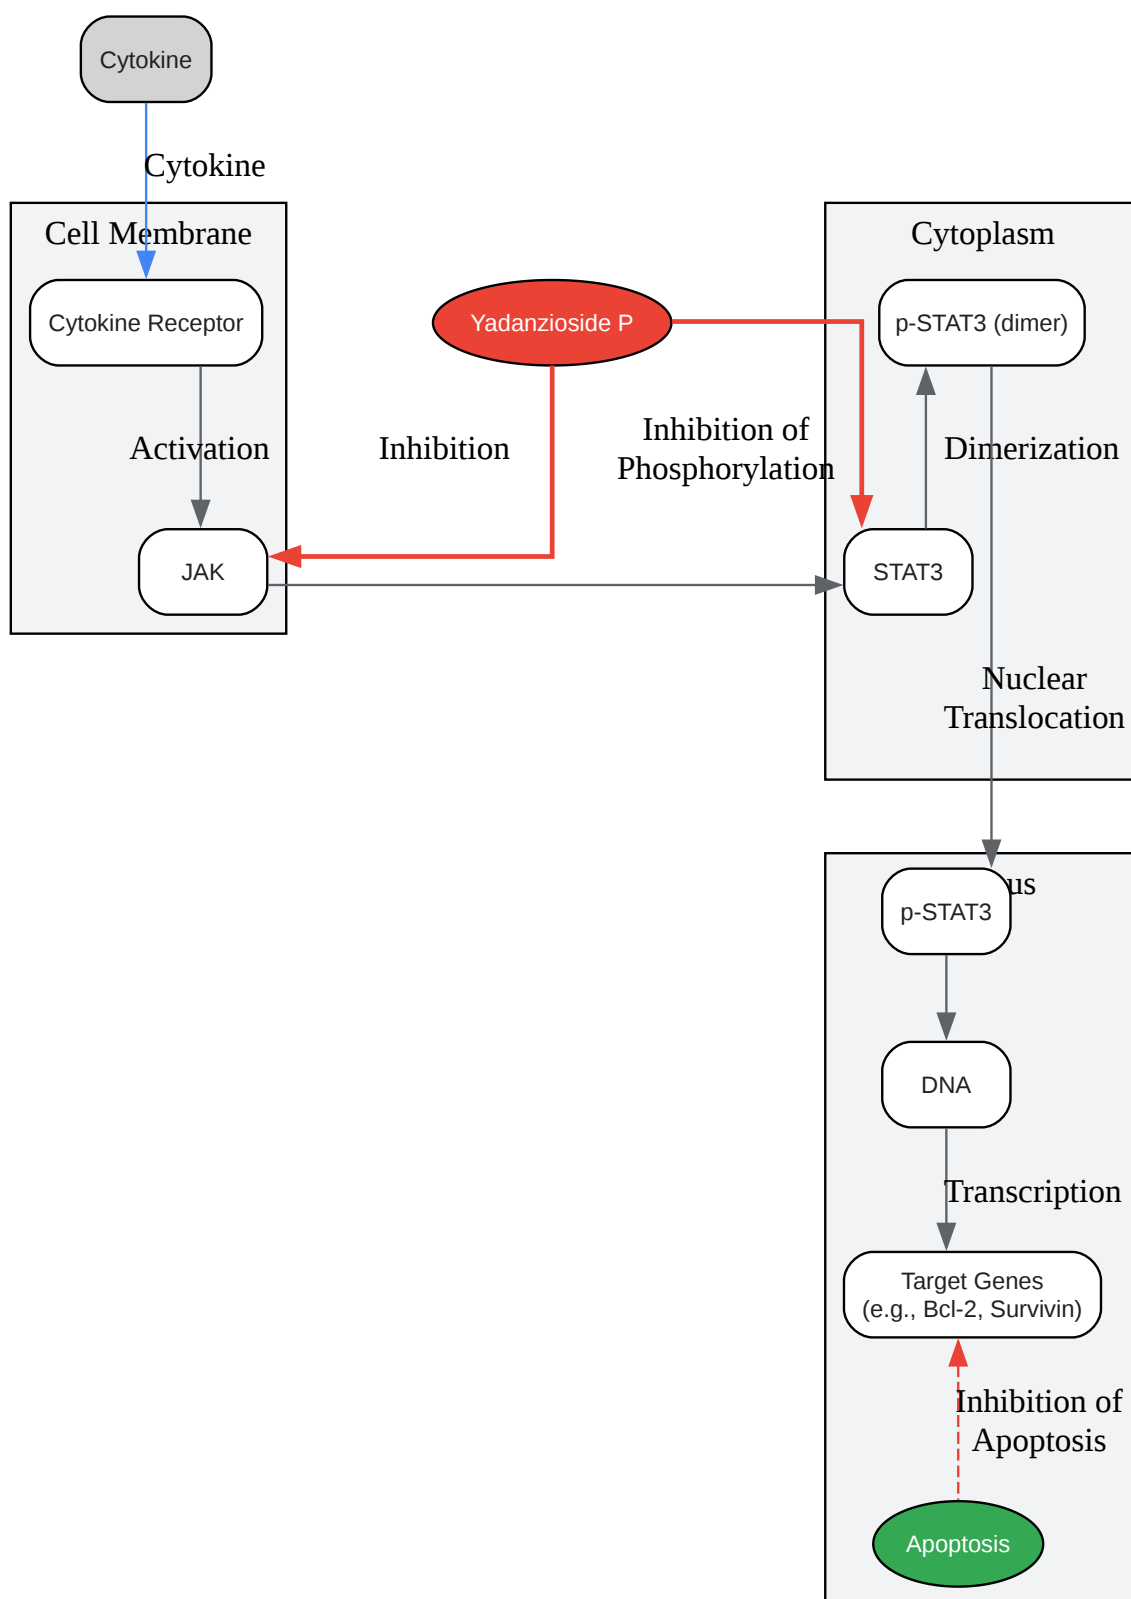 Cytokine
Cytokine
Cell Membrane
Cytoplasm
Cytokine Receptor
Yadanzioside P
p-STAT3 (dimer)
Activation
Inhibition
Inhibition of
Phosphorylation
Dimerization
JAK
STAT3
Nuclear
Translocation
us
p-STAT3
DNA
Transcription
Target Genes
(e.g., Bcl-2, Survivin)
Inhibition of
Apoptosis
Apoptosis